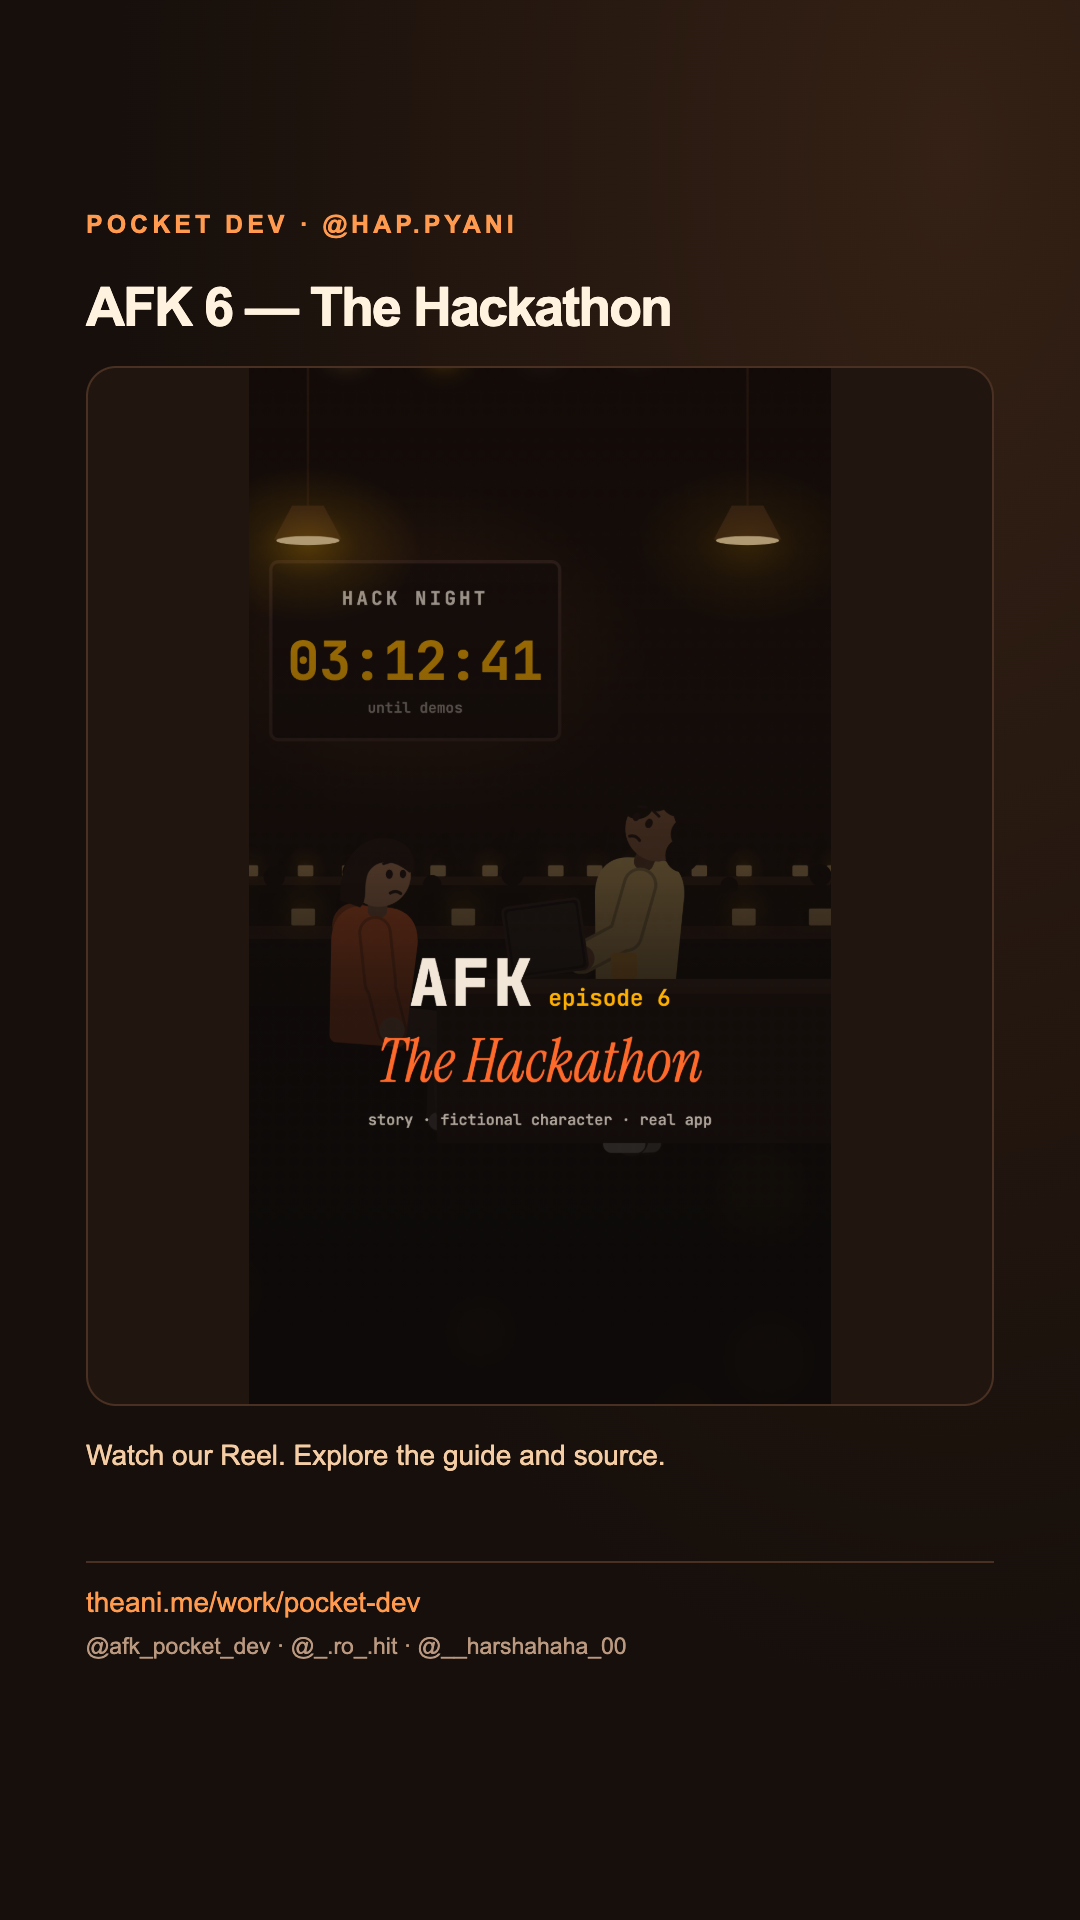 POCKET DEV · @HAP.PYANI
AFK 6 — The Hackathon
HACK NIGHT
03:12:41
until demos
AFK episode 6
The Hackathon
story · fictional character · real app
Watch our Reel. Explore the guide and source.
theani.me/work/pocket-dev
@afk_pocket_dev · @_.ro_.hit · @__harshahaha_00